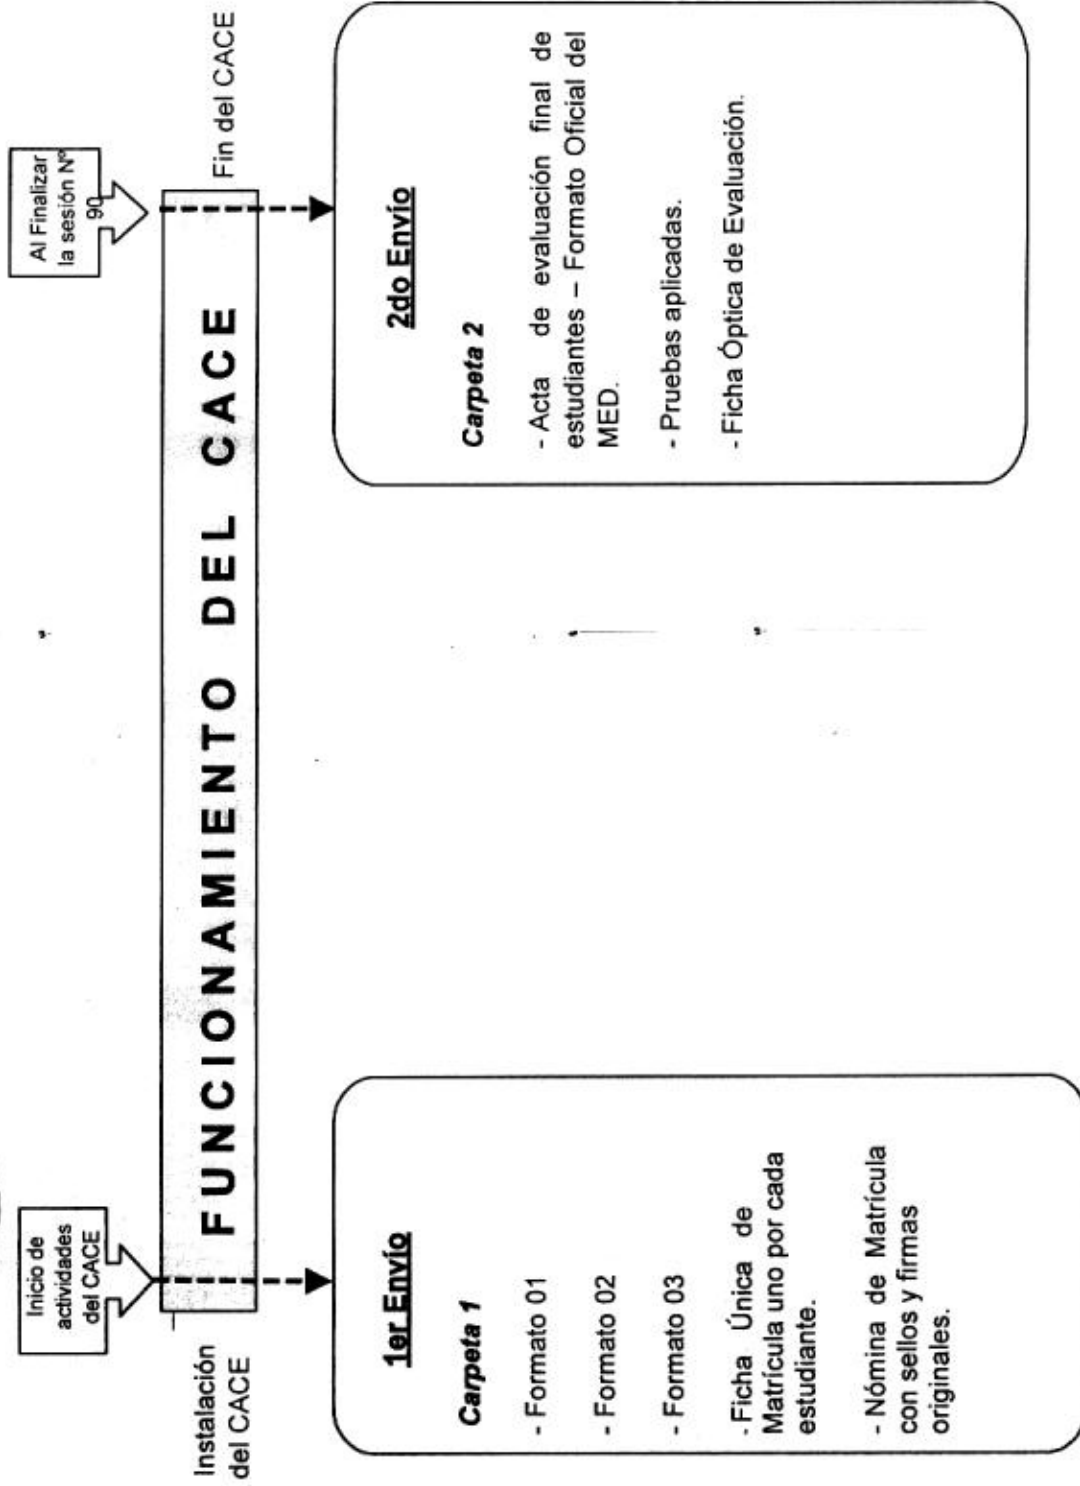 Inicio de
actividades
del CACE
Al Finalizar
la sesión Nº
90
Instalación
del CACE
FUNCIONAMIENTO DEL CACE
Fin del CACE
1er Envío
Carpeta 1
- Formato 01
- Formato 02
- Formato 03
- Ficha Única de
Matrícula uno por cada
estudiante.
- Nómina de Matrícula
con sellos y firmas
originales.
2do Envío
Carpeta 2
- Acta de evaluación final de
estudiantes – Formato Oficial del
MED.
- Pruebas aplicadas.
- Ficha Óptica de Evaluación.